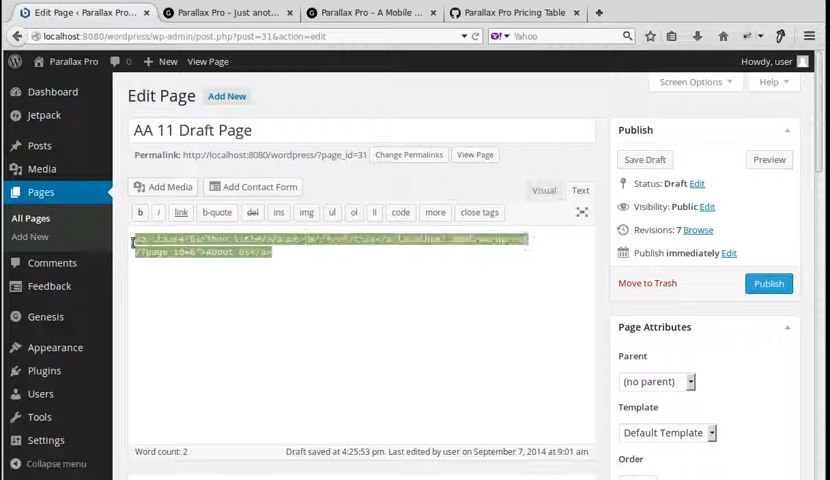 Edit Page ‹ Parallax Pro...
Parallax Pro – Just anot...
Parallax Pro – A Mobile ...
Parallax Pro Pricing Table
localhost:8080/wordpress/wp-admin/post.php?post=31&action=edit
Yahoo
Parallax Pro
0
New
View Page
Howdy, user
Screen Options
Help
Dashboard
Jetpack
Posts
Media
Pages
All Pages
Add New
Comments
Feedback
Genesis
Appearance
Plugins
Users
Tools
Settings
Collapse menu
Edit Page
Add New
AA 11 Draft Page
Permalink: http://localhost:8080/wordpress/?page_id=31
Change Permalinks
View Page
Add Media
Add Contact Form
Visual
Text
b
i
link
b-quote
del
ins
img
ul
ol
li
code
more
close tags
/?page_id=6">About Us</a>
Word count: 2
Draft saved at 4:25:53 pm. Last edited by user on September 7, 2014 at 9:01 am
Publish
Save Draft
Preview
Status: Draft Edit
Visibility: Public Edit
Revisions: 7 Browse
Publish immediately Edit
Move to Trash
Publish
Page Attributes
Parent
(no parent)
Template
Default Template
Order